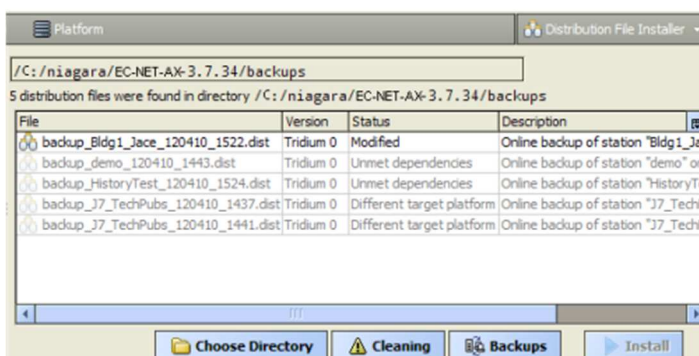 Platform Distribution File Installer
/C:/niagara/EC-NET-AX-3.7.34/backups
5 distribution files were found in directory /C:/niagara/EC-NET-AX-3.7.34/backups
File Version Status Description
backup_Bldg1_Jace_120410_1522.dist Tridium 0 Modified Online backup of station "Bldg1_Ja
backup_demo_120410_1443.dist Tridium 0 Unmet dependencies Online backup of station "demo" o
backup_HistoryTest_120410_1524.dist Tridium 0 Unmet dependencies Online backup of station "HistoryT
backup_J7_TechPubs_120410_1437.dist Tridium 0 Different target platform Online backup of station "J7_Tech
backup_J7_TechPubs_120410_1441.dist Tridium 0 Different target platform Online backup of station "J7_Tech
Choose Directory Cleaning Backups Install